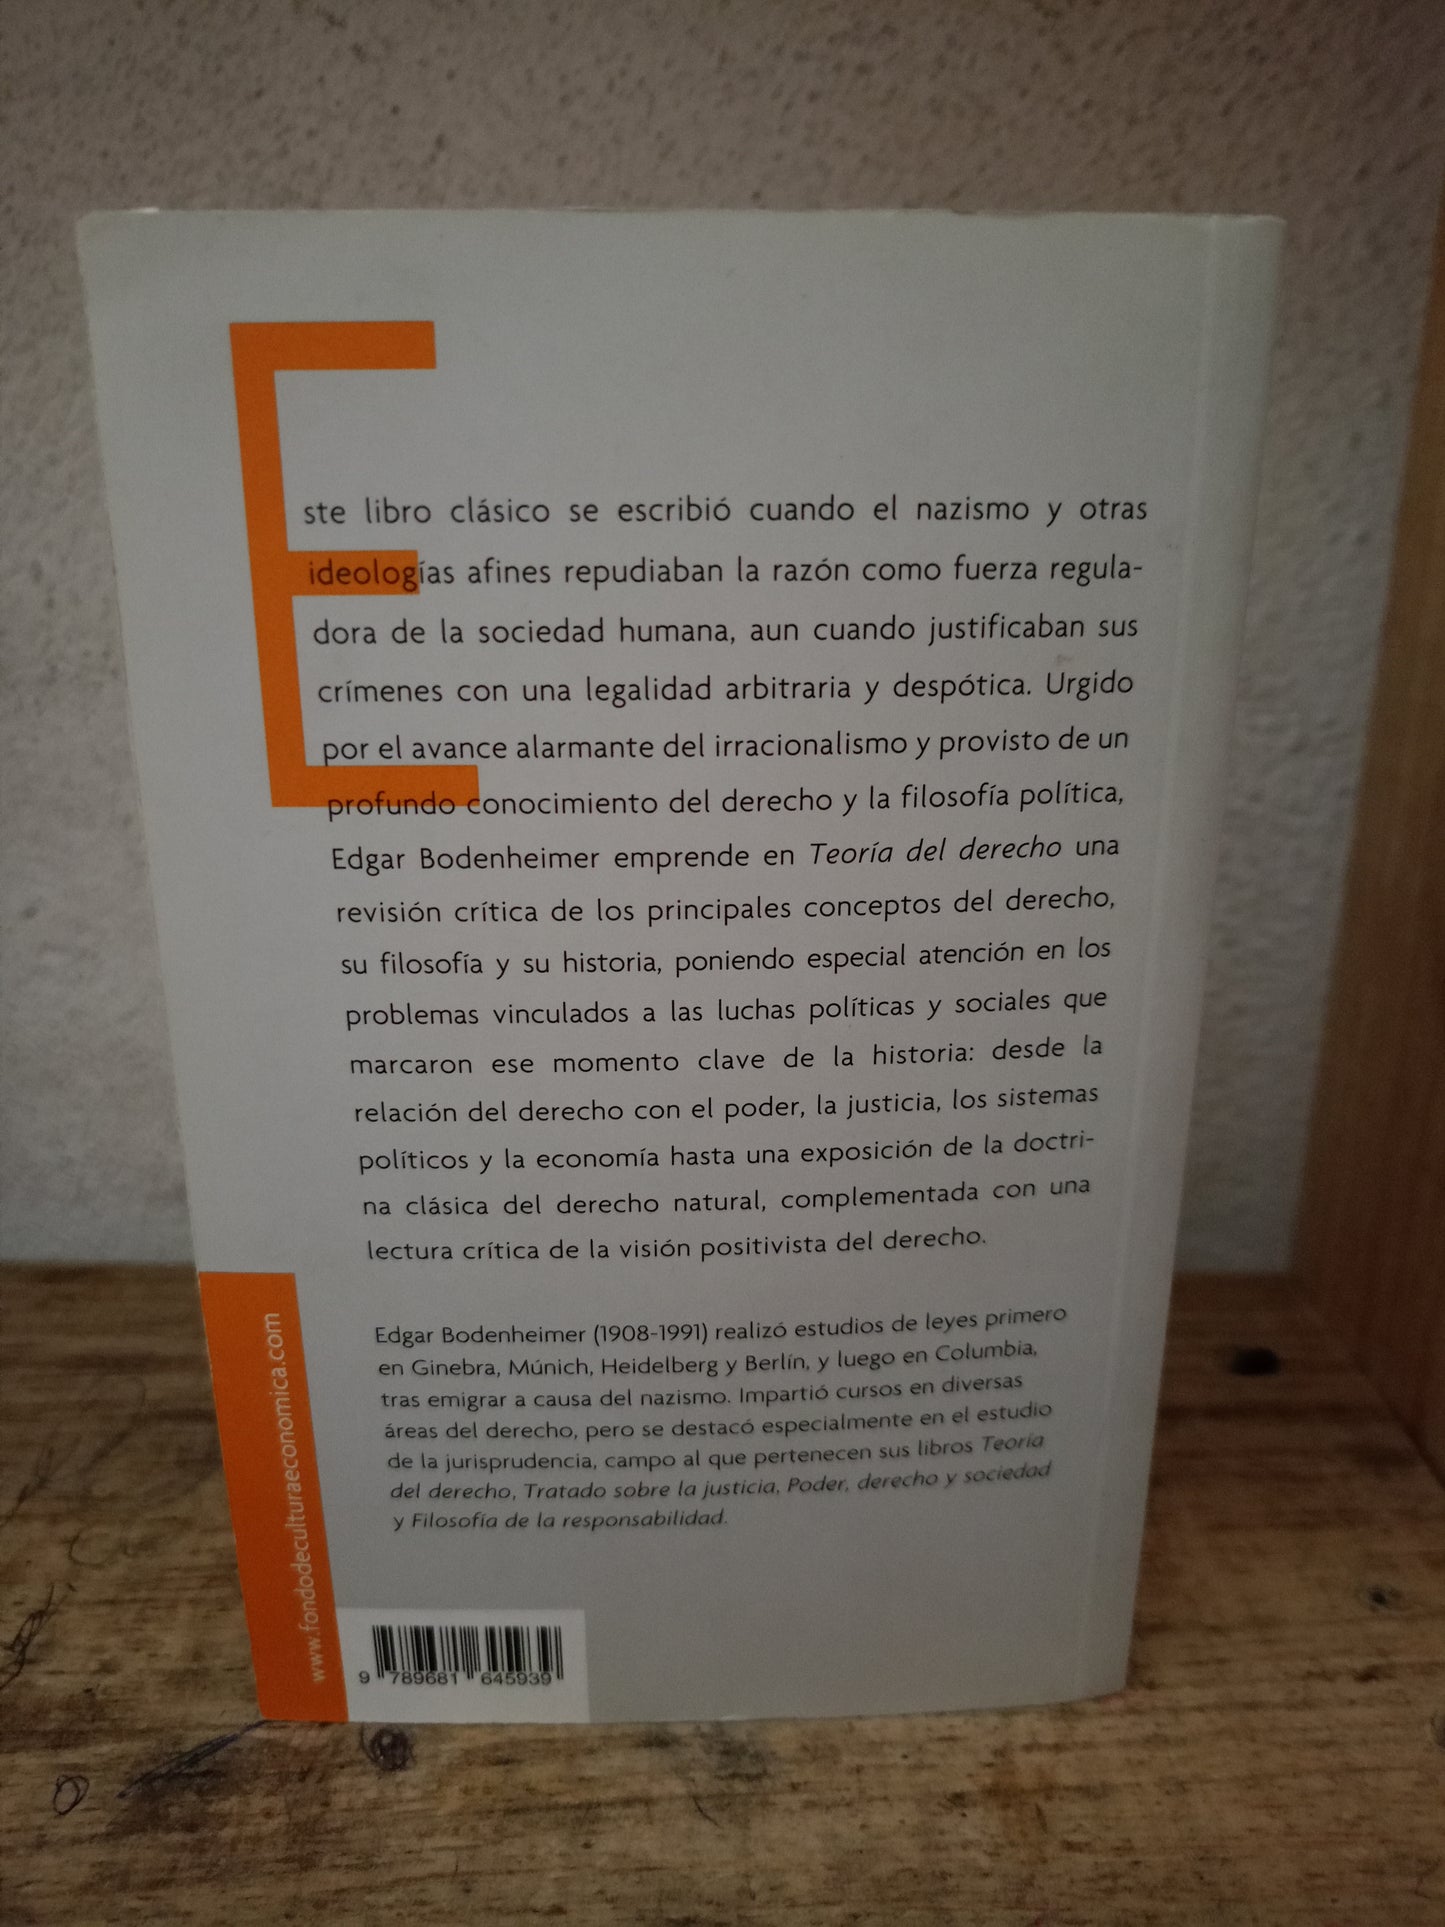 Este libro clásico se escribió cuando el nazismo y otras
ideologías afines repudiaban la razón como fuerza regula-
dora de la sociedad humana, aun cuando justificaban sus
crímenes con una legalidad arbitraria y despótica. Urgido
por el avance alarmante del irracionalismo y provisto de un
profundo conocimiento del derecho y la filosofía política,
Edgar Bodenheimer emprende en Teoría del derecho una
revisión crítica de los principales conceptos del derecho,
su filosofía y su historia, poniendo especial atención en los
problemas vinculados a las luchas políticas y sociales que
marcaron ese momento clave de la historia: desde la
relación del derecho con el poder, la justicia, los sistemas
políticos y la economía hasta una exposición de la doctri-
na clásica del derecho natural, complementada con una
lectura crítica de la visión positivista del derecho.
Edgar Bodenheimer (1908-1991) realizó estudios de leyes primero
en Ginebra, Múnich, Heidelberg y Berlín, y luego en Columbia,
tras emigrar a causa del nazismo. Impartió cursos en diversas
áreas del derecho, pero se destacó especialmente en el estudio
de la jurisprudencia, campo al que pertenecen sus libros Teoría
del derecho, Tratado sobre la justicia, Poder, derecho y sociedad
y Filosofía de la responsabilidad.
www.fondodeculturaeconomica.com
9 789681 645939